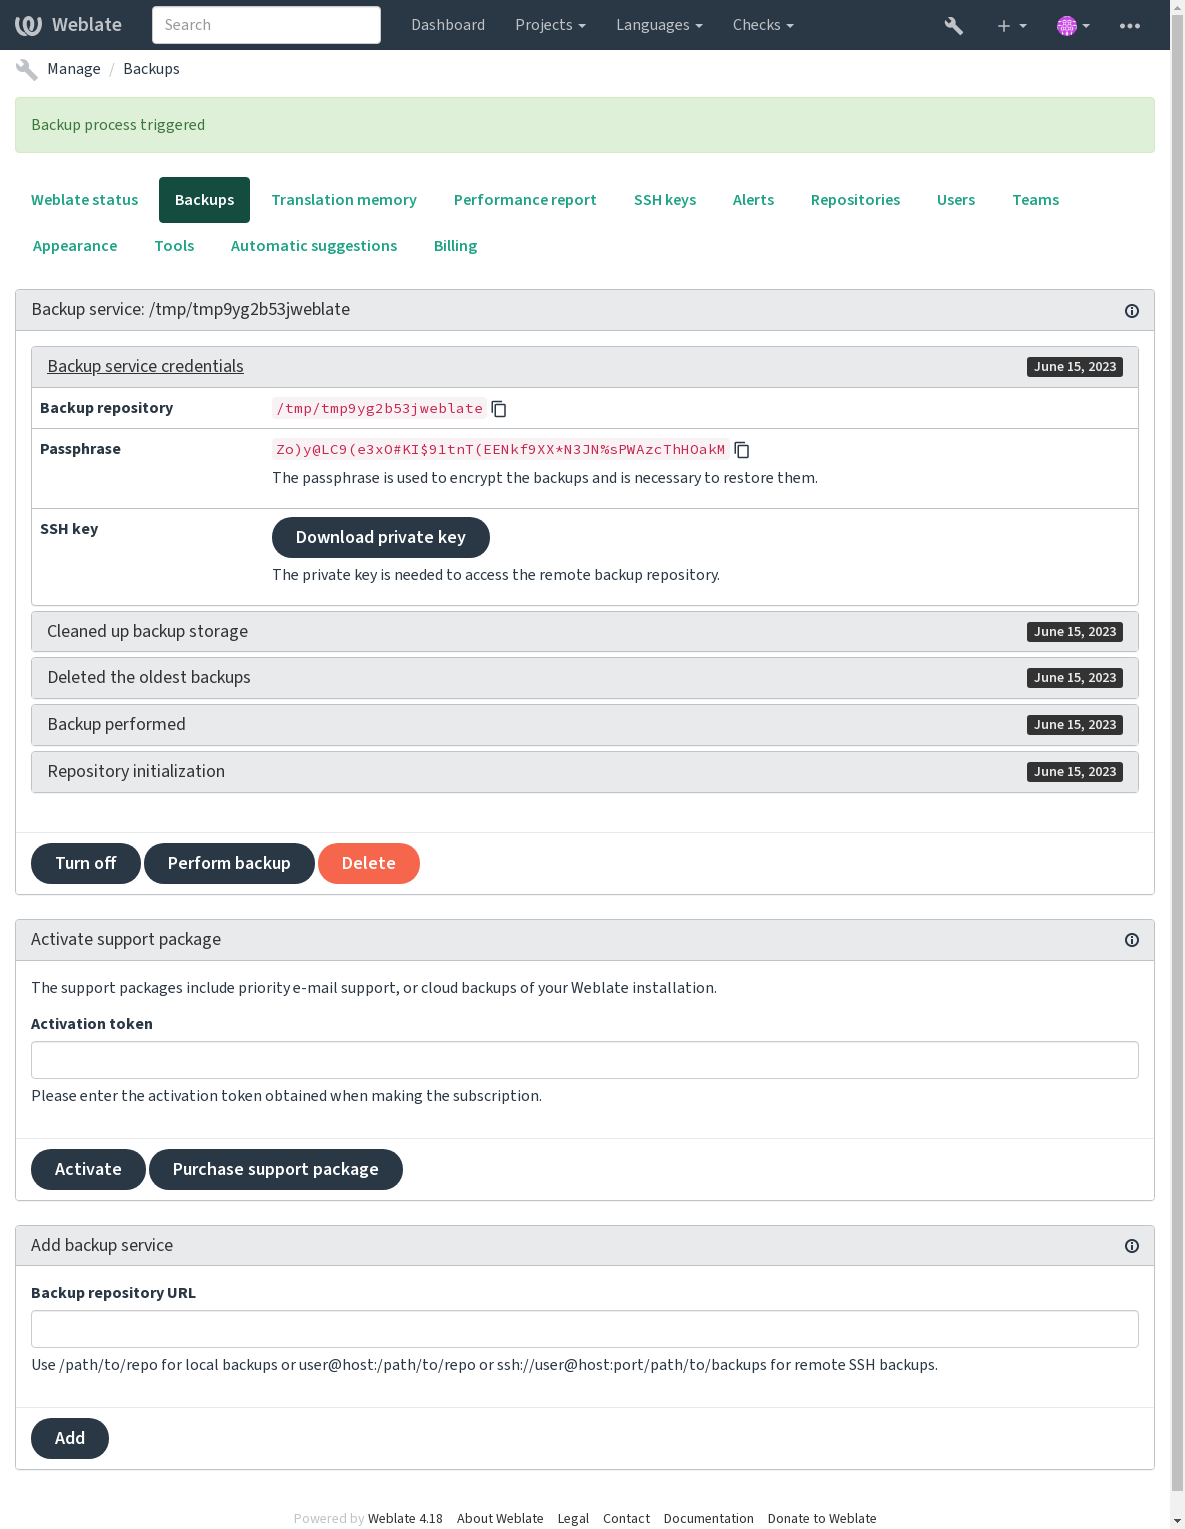 Weblate Search Dashboard Projects Languages Checks
Manage / Backups
Backup process triggered
Weblate status Backups Translation memory Performance report SSH keys Alerts Repositories Users Teams
Appearance Tools Automatic suggestions Billing
Backup service: /tmp/tmp9yg2b53jweblate
Backup service credentials June 15, 2023
Backup repository /tmp/tmp9yg2b53jweblate
Passphrase Zo)y@LC9(e3xO#KI$91tnT(EENkf9XX*N3JN%sPWAzcThHOakM
The passphrase is used to encrypt the backups and is necessary to restore them.
SSH key Download private key
The private key is needed to access the remote backup repository.
Cleaned up backup storage June 15, 2023
Deleted the oldest backups June 15, 2023
Backup performed June 15, 2023
Repository initialization June 15, 2023
Turn off Perform backup Delete
Activate support package
The support packages include priority e-mail support, or cloud backups of your Weblate installation.
Activation token
Please enter the activation token obtained when making the subscription.
Activate Purchase support package
Add backup service
Backup repository URL
Use /path/to/repo for local backups or user@host:/path/to/repo or ssh://user@host:port/path/to/backups for remote SSH backups.
Add
Powered by Weblate 4.18 About Weblate Legal Contact Documentation Donate to Weblate